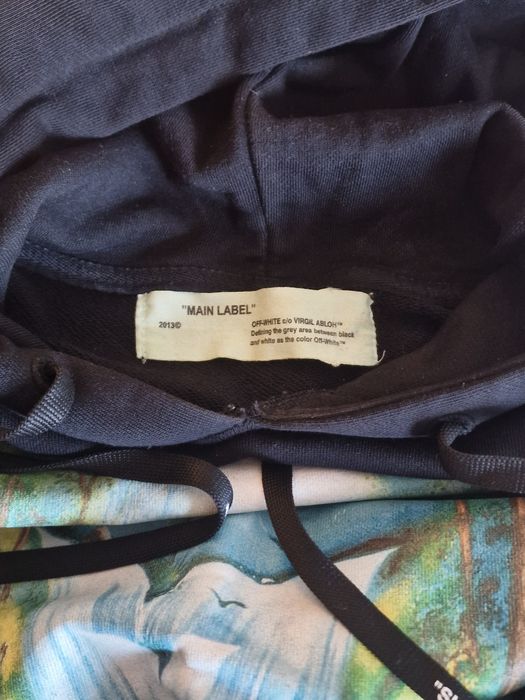 "MAIN LABEL"
2013©
OFF-WHITE c/o VIRGIL ABLOH™
Defining the grey area between black
and white as the color Off-White™
S."